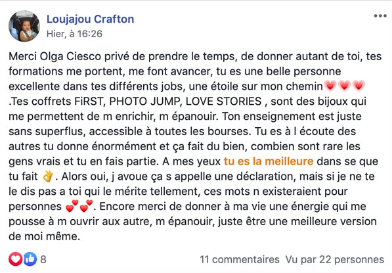 Loujajou Crafton
Hier, à 16:26
Merci Olga Ciesco privé de prendre le temps, de donner autant de toi, tes
formations me portent, me font avancer, tu es une belle personne
excellente dans tes différents jobs, une étoile sur mon chemin💗💗💗
.Tes coffrets FiRST, PHOTO JUMP, LOVE STORIES , sont des bijoux qui
me permettent de m enrichir, m épanouir. Ton enseignement est juste
sans superflus, accessible à toutes les bourses. Tu es à l écoute des
autres tu donne énormément et ça fait du bien, combien sont rare les
gens vrais et tu en fais partie. A mes yeux tu es la meilleure dans se que
tu fait 👌. Alors oui, j avoue ça s appelle une déclaration, mais si je ne te
le dis pas a toi qui le mérite tellement, ces mots n existeraient pour
personnes 💕💕. Encore merci de donner à ma vie une énergie qui me
pousse à m ouvrir aux autre, m épanouir, juste être une meilleure version
de moi même.
8
11 commentaires Vu par 22 personnes